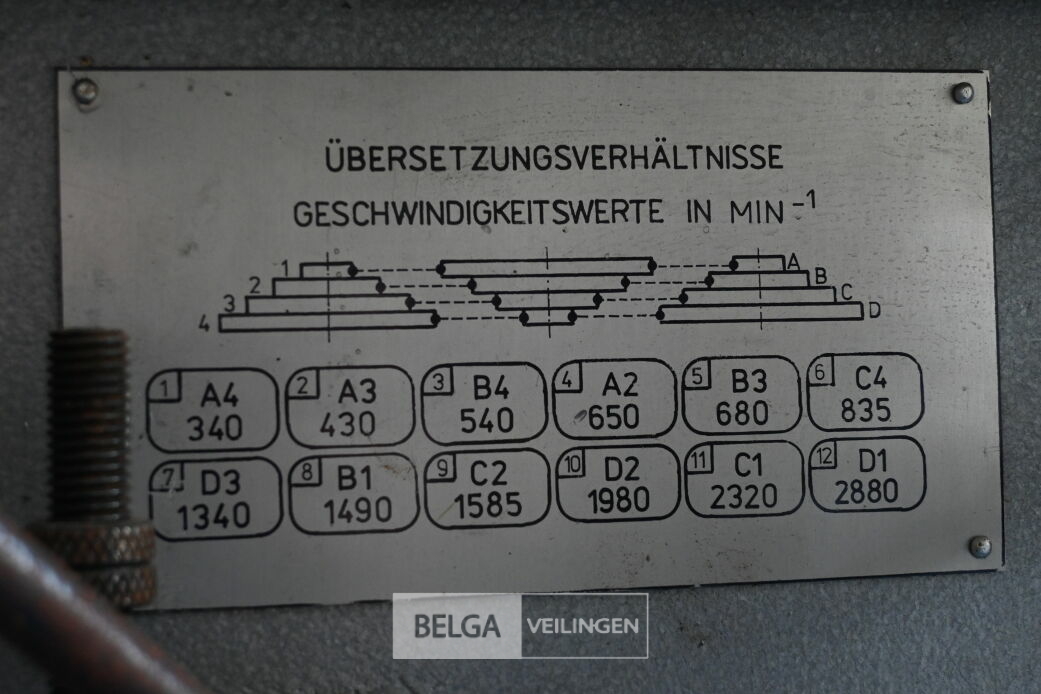 ÜBERSETZUNGSVERHÄLTNISSE
GESCHWINDIGKEITSWERTE IN MIN⁻¹
1 A
2 B
3 C
4 D
1 A4 2 A3 3 B4 4 A2 5 B3 6 C4
340 430 540 650 680 835
7 D3 8 B1 9 C2 10 D2 11 C1 12 D1
1340 1490 1585 1980 2320 2880
BELGA VEILINGEN